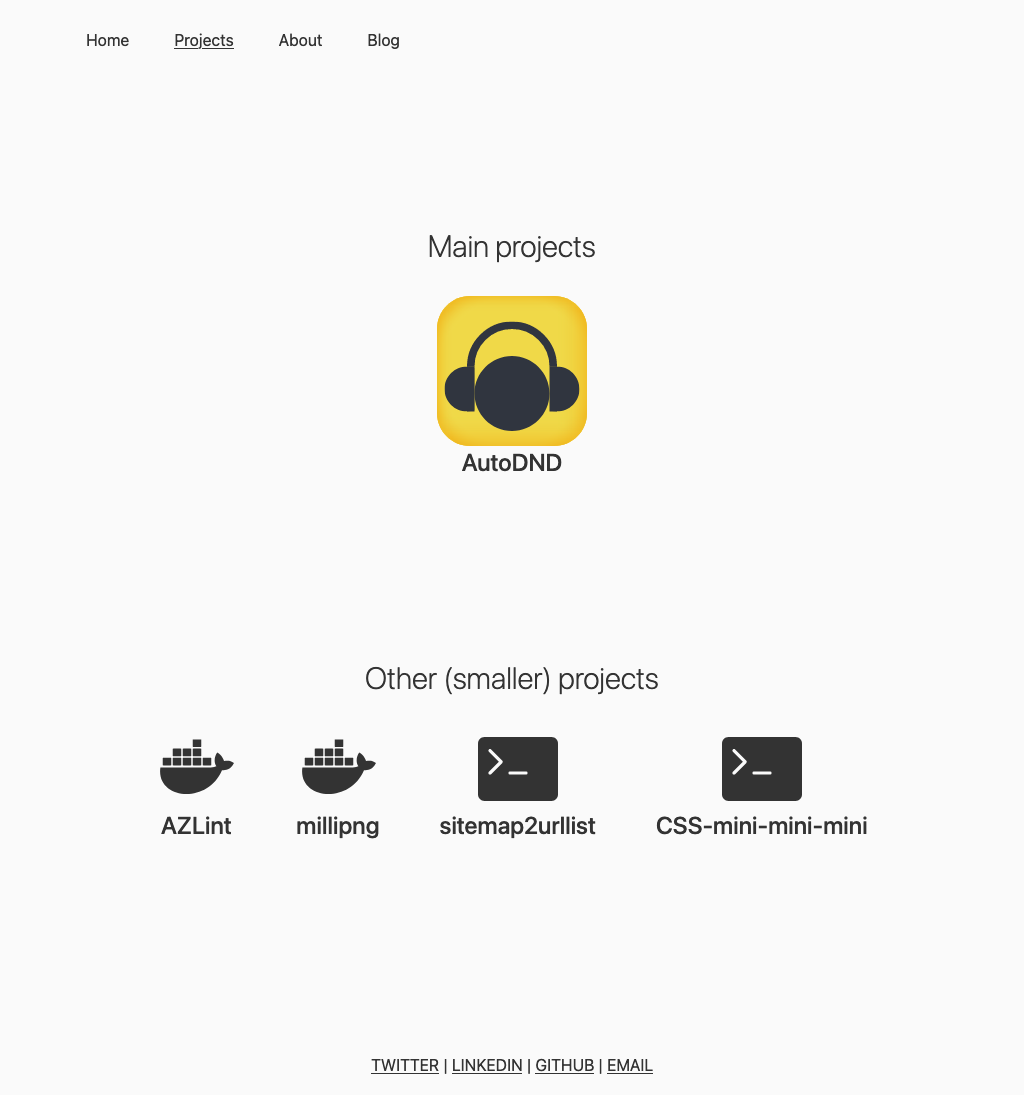 Home Projects About Blog
Main projects
AutoDND
Other (smaller) projects
AZLint millipng sitemap2urllist CSS-mini-mini-mini
TWITTER | LINKEDIN | GITHUB | EMAIL